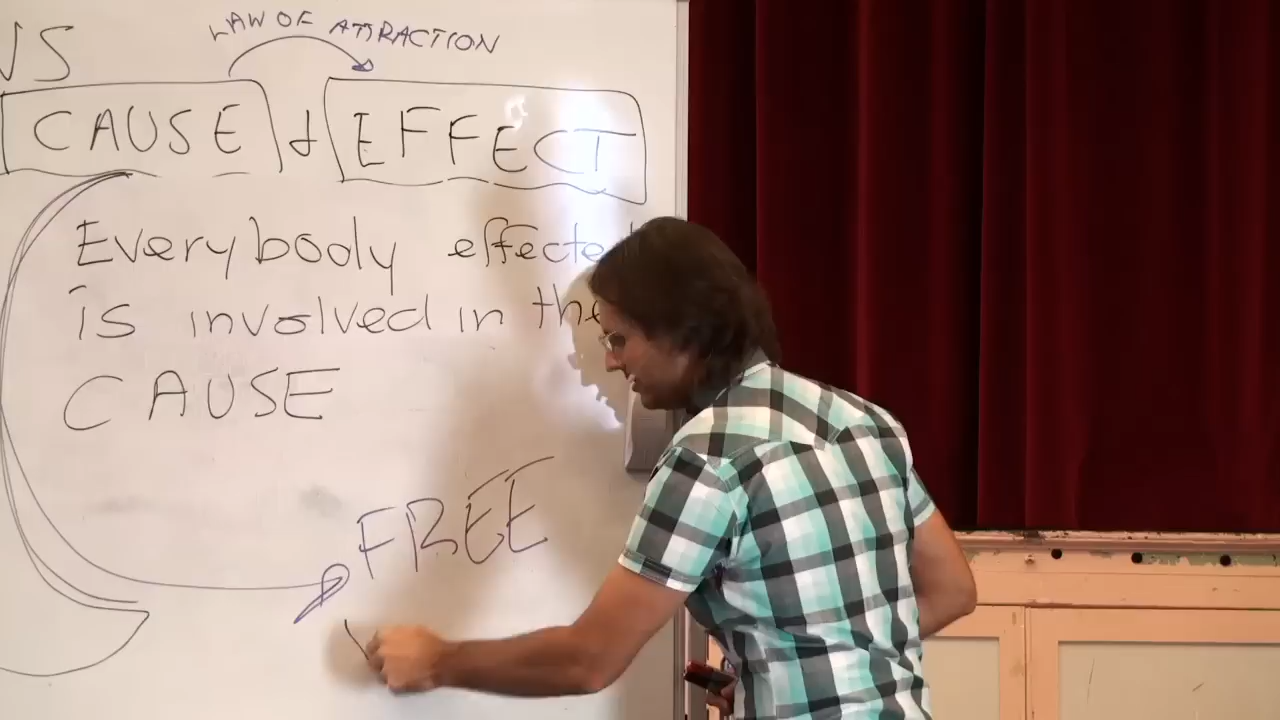 LAW OF ATTRACTION
CAUSE & EFFECT
Everybody effected
is involved in the
CAUSE
FREE